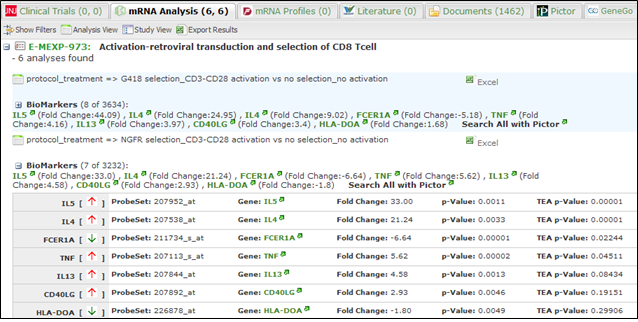 JNJ Clinical Trials (0, 0) mRNA Analysis (6, 6) mRNA Profiles (0) Literature (0) Documents (1462) Pictor GeneGo
Show Filters Analysis View Study View Export Results
E-MEXP-973: Activation-retroviral transduction and selection of CD8 Tcell
- 6 analyses found
protocol_treatment => G418 selection_CD3-CD28 activation vs no selection_no activation Excel
BioMarkers (8 of 3634)
IL5 (Fold Change:44.09) , IL4 (Fold Change:24.95) , IL4 (Fold Change:9.02) , FCER1A (Fold Change:-5.18) , TNF (Fold
Change:4.16) , IL13 (Fold Change:3.97) , CD40LG (Fold Change:3.4) , HLA-DOA (Fold Change:1.68) Search All with Pictor
protocol_treatment => NGFR selection_CD3-CD28 activation vs no selection_no activation Excel
BioMarkers (7 of 3232)
IL5 (Fold Change:33.0) , IL4 (Fold Change:21.24) , FCER1A (Fold Change:-6.64) , TNF (Fold Change:5.62) , IL13 (Fold
Change:4.58) , CD40LG (Fold Change:2.93) , HLA-DOA (Fold Change:-1.8) Search All with Pictor
IL5 [ ↑ ] ProbeSet: 207952_at Gene: IL5 Fold Change: 33.00 p-Value: 0.0011 TEA p-Value: 0.00001
IL4 [ ↑ ] ProbeSet: 207538_at Gene: IL4 Fold Change: 21.24 p-Value: 0.0033 TEA p-Value: 0.00001
FCER1A [ ↓ ] ProbeSet: 211734_s_at Gene: FCER1A Fold Change: -6.64 p-Value: 0.00001 TEA p-Value: 0.02244
TNF [ ↑ ] ProbeSet: 207113_s_at Gene: TNF Fold Change: 5.62 p-Value: 0.00002 TEA p-Value: 0.04511
IL13 [ ↑ ] ProbeSet: 207844_at Gene: IL13 Fold Change: 4.58 p-Value: 0.0013 TEA p-Value: 0.08434
CD40LG [ ↑ ] ProbeSet: 207892_at Gene: CD40LG Fold Change: 2.93 p-Value: 0.0046 TEA p-Value: 0.19151
HLA-DOA [ ↓ ] ProbeSet: 226878_at Gene: HLA-DOA Fold Change: -1.80 p-Value: 0.0049 TEA p-Value: 0.29906